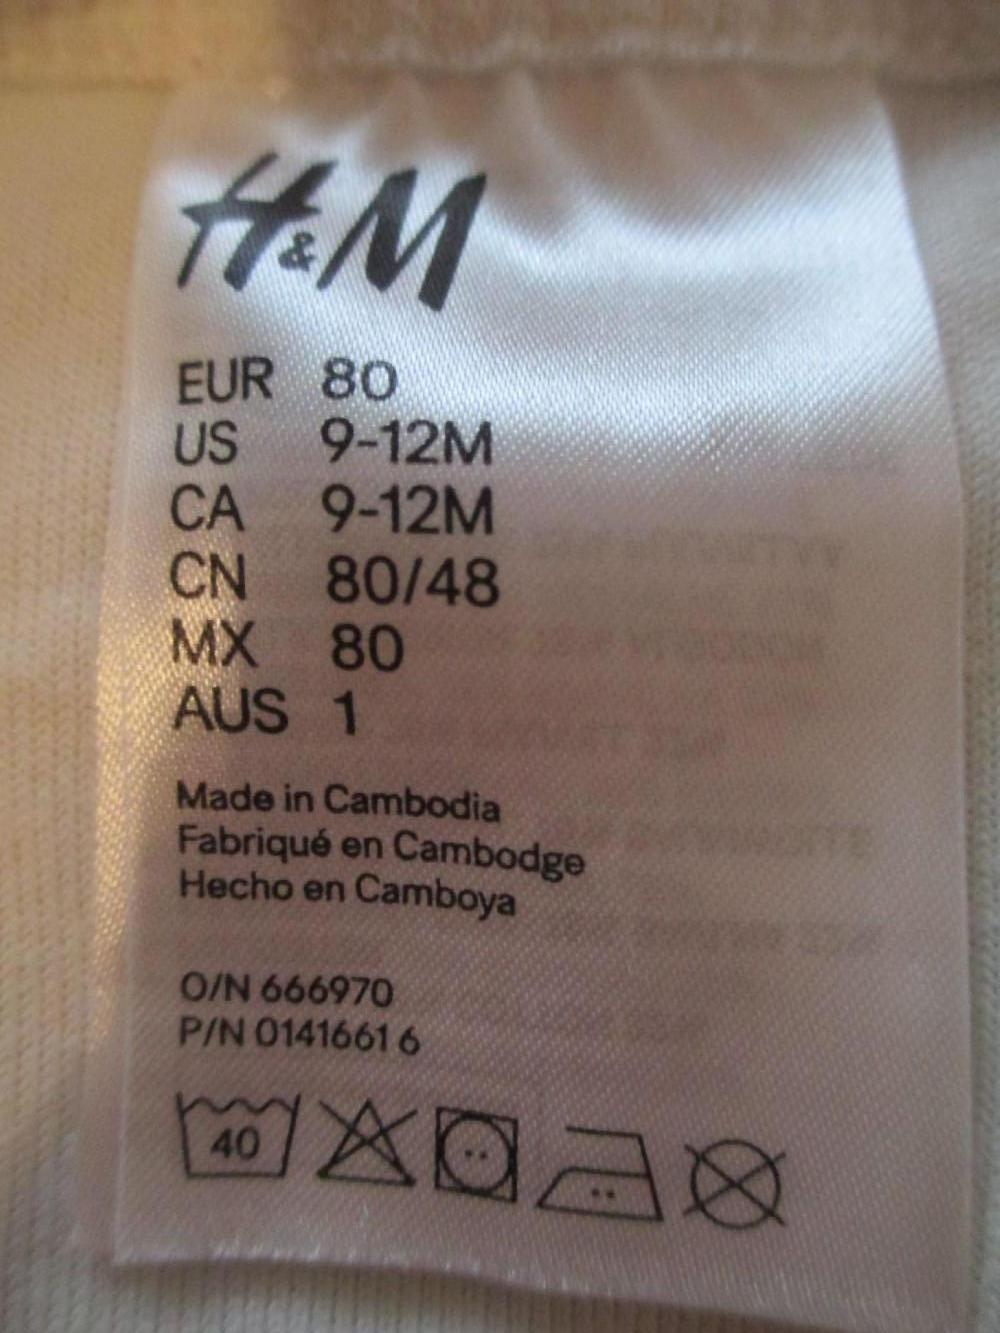 H&M
EUR 80
US 9-12M
CA 9-12M
CN 80/48
MX 80
AUS 1
Made in Cambodia
Fabriqué en Cambodge
Hecho en Camboya
O/N 666970
P/N 0141661 6
40